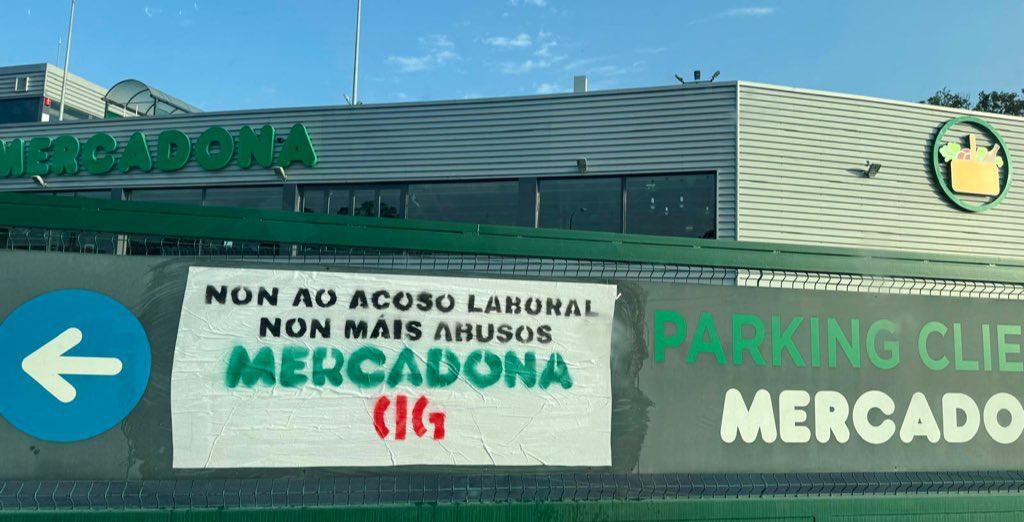 MERCADONA
NON AO ACOSO LABORAL
NON MÁIS ABUSOS
MERCADONA
CIG
PARKING CLIE
MERCADO